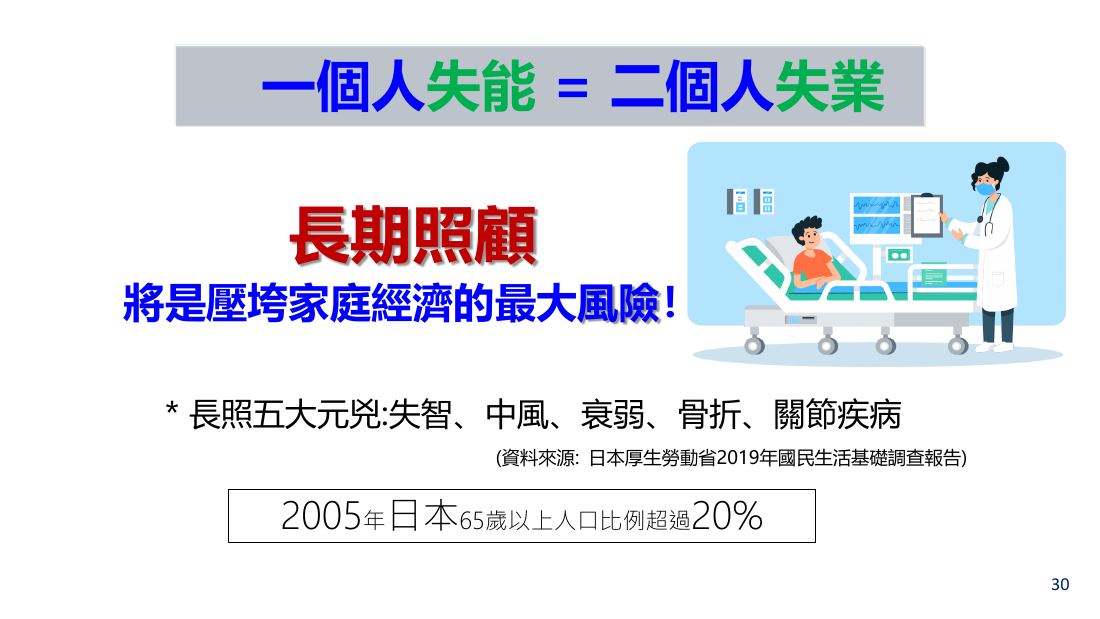 一個人失能 = 二個人失業
長期照顧
將是壓垮家庭經濟的最大風險!
* 長照五大元兇:失智、中風、衰弱、骨折、關節疾病
(資料來源: 日本厚生勞動省2019年國民生活基礎調查報告)
2005年日本65歲以上人口比例超過20%
30